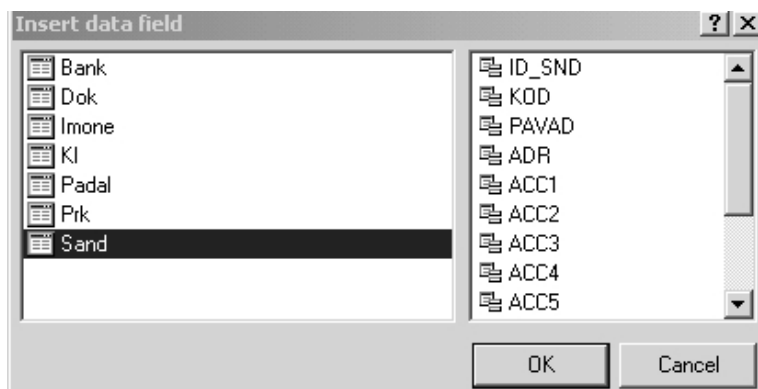 Insert data field
Bank
Dok
Imone
Kl
Padal
Prk
Sand
ID_SND
KOD
PAVAD
ADR
ACC1
ACC2
ACC3
ACC4
ACC5
OK
Cancel